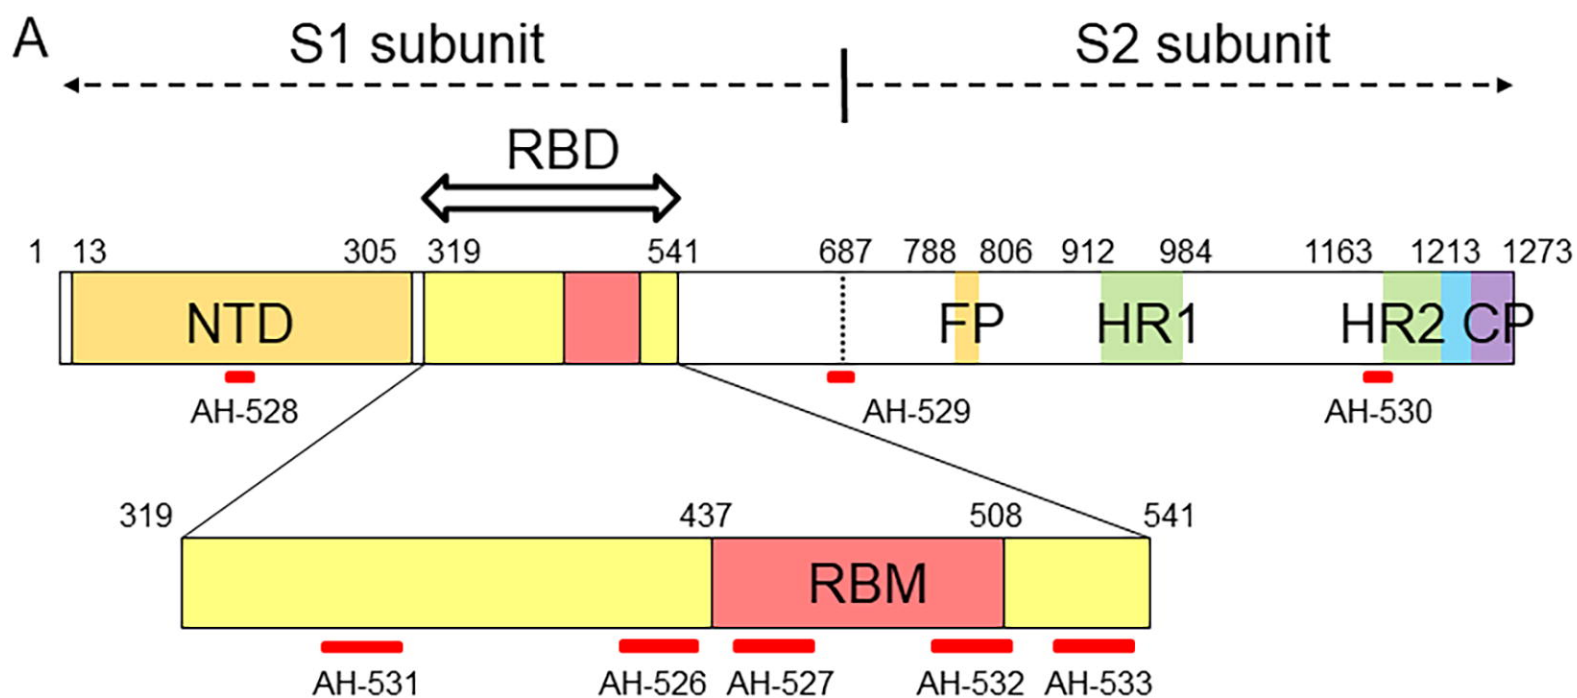 A
S1 subunit S2 subunit
RBD
1 13 305 319 541 687 788 806 912 984 1163 1213 1273
NTD FP HR1 HR2 CP
AH-528 AH-529 AH-530
319 437 508 541
RBM
AH-531 AH-526 AH-527 AH-532 AH-533